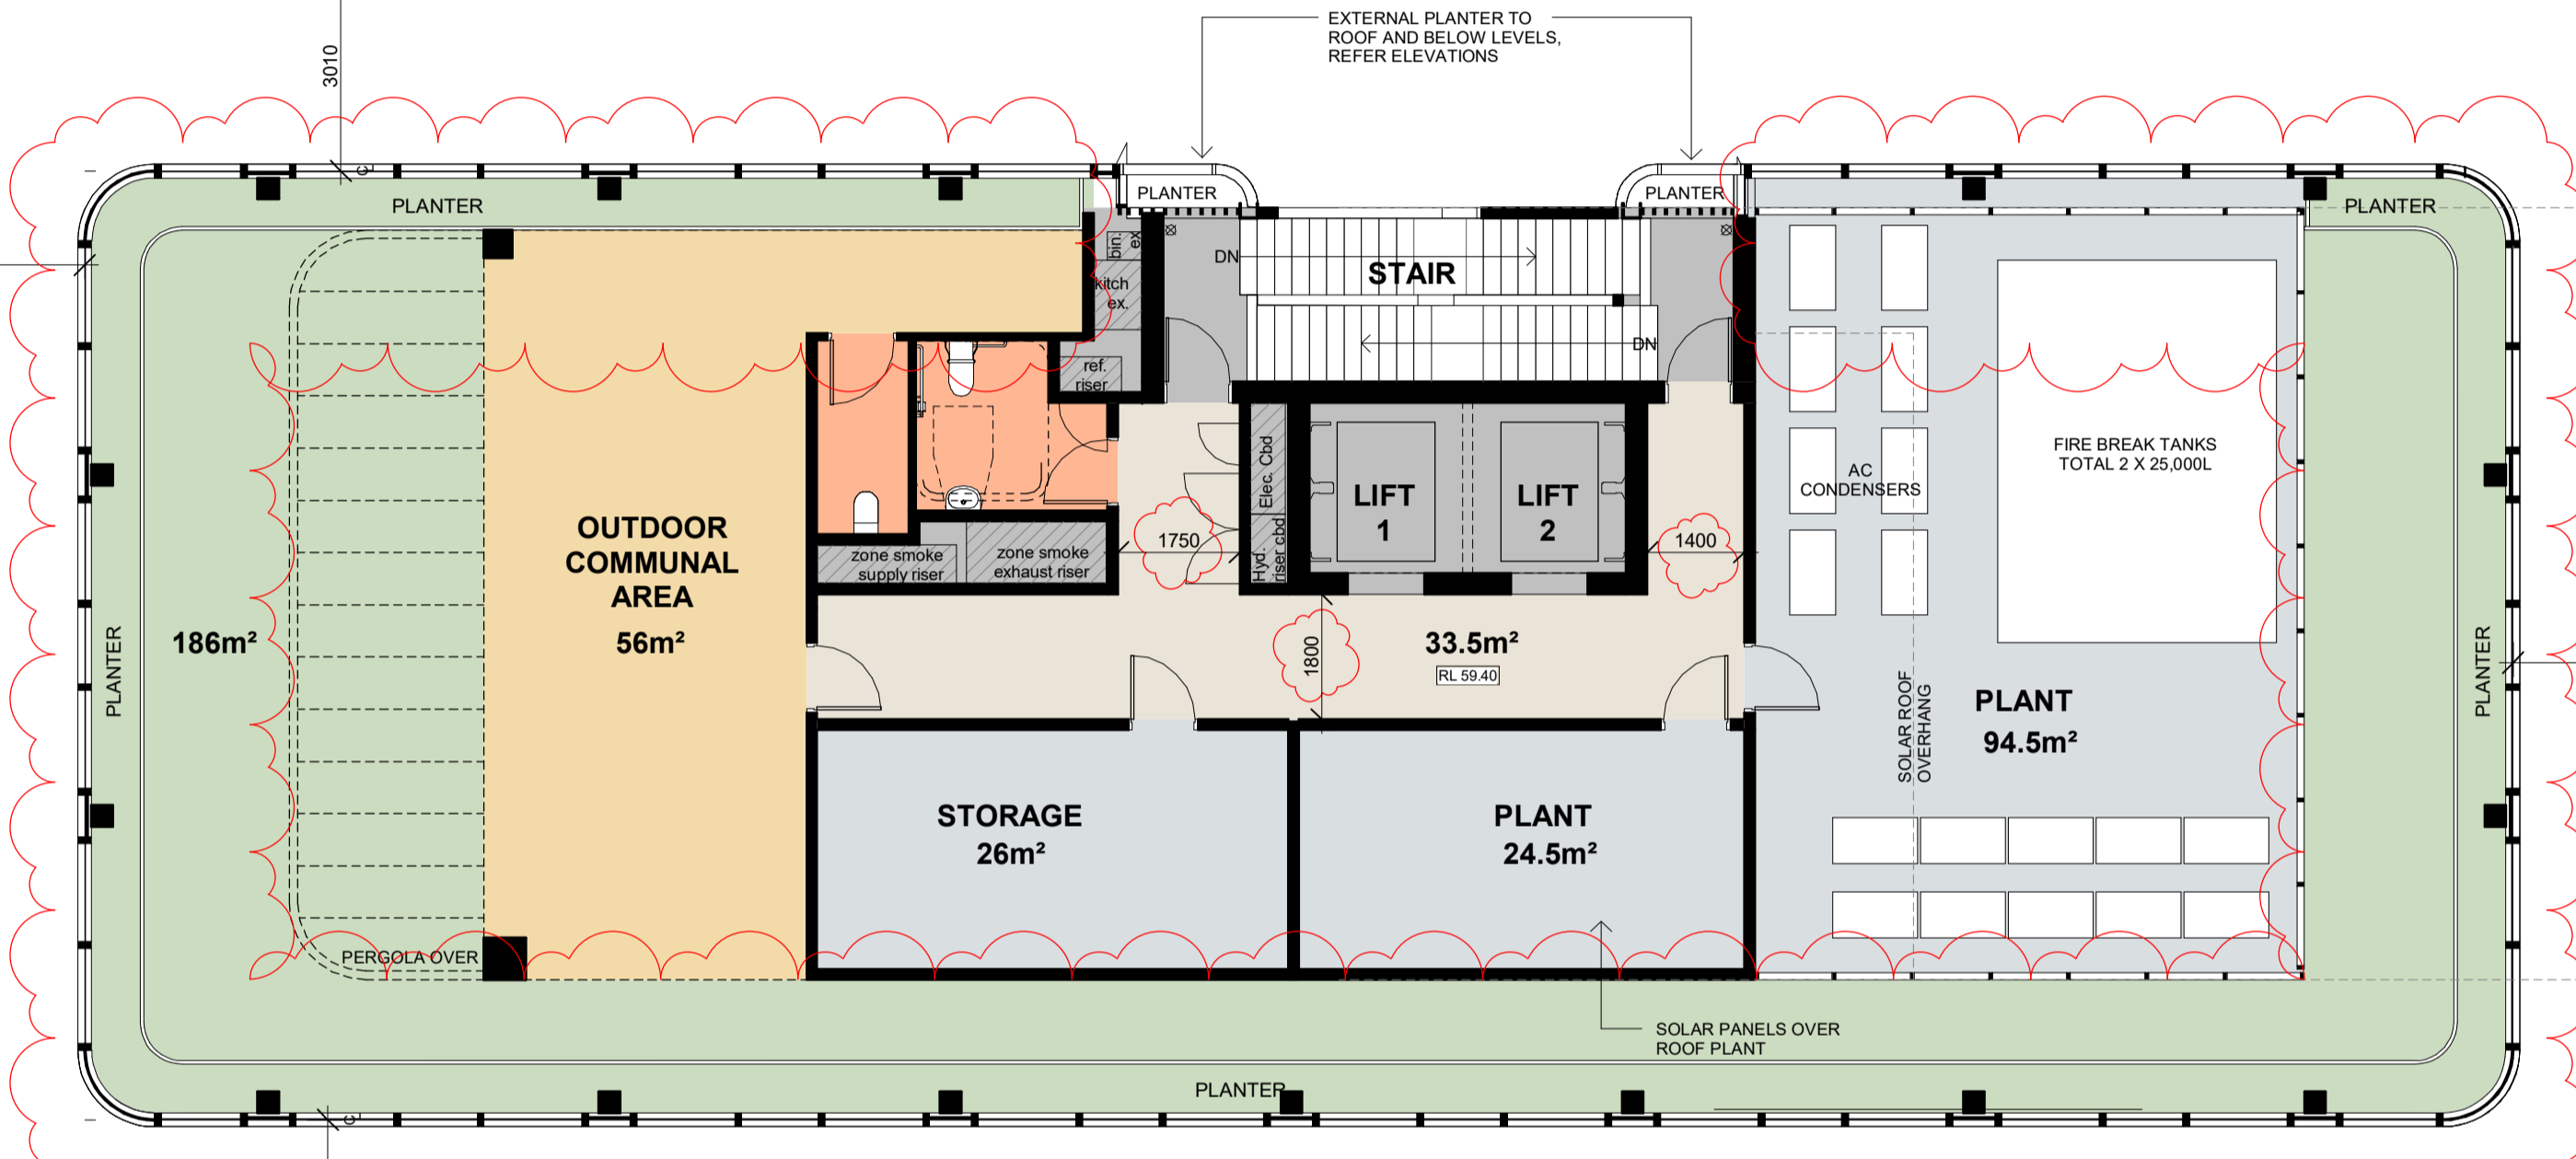 EXTERNAL PLANTER TO
ROOF AND BELOW LEVELS,
REFER ELEVATIONS
3010
PLANTER
PLANTER
PLANTER
PLANTER
bin.
ex
kitch
ex.
ref.
riser
DN
STAIR
DN
Elec. Cbd
Hyd.
riser cbd
LIFT
1
LIFT
2
AC
CONDENSERS
FIRE BREAK TANKS
TOTAL 2 X 25,000L
OUTDOOR
COMMUNAL
AREA
56m²
186m²
PLANTER
zone smoke
supply riser
zone smoke
exhaust riser
1750
1400
1800
33.5m²
RL 59.40
SOLAR ROOF
OVERHANG
PLANT
94.5m²
PLANTER
STORAGE
26m²
PLANT
24.5m²
PERGOLA OVER
SOLAR PANELS OVER
ROOF PLANT
PLANTER